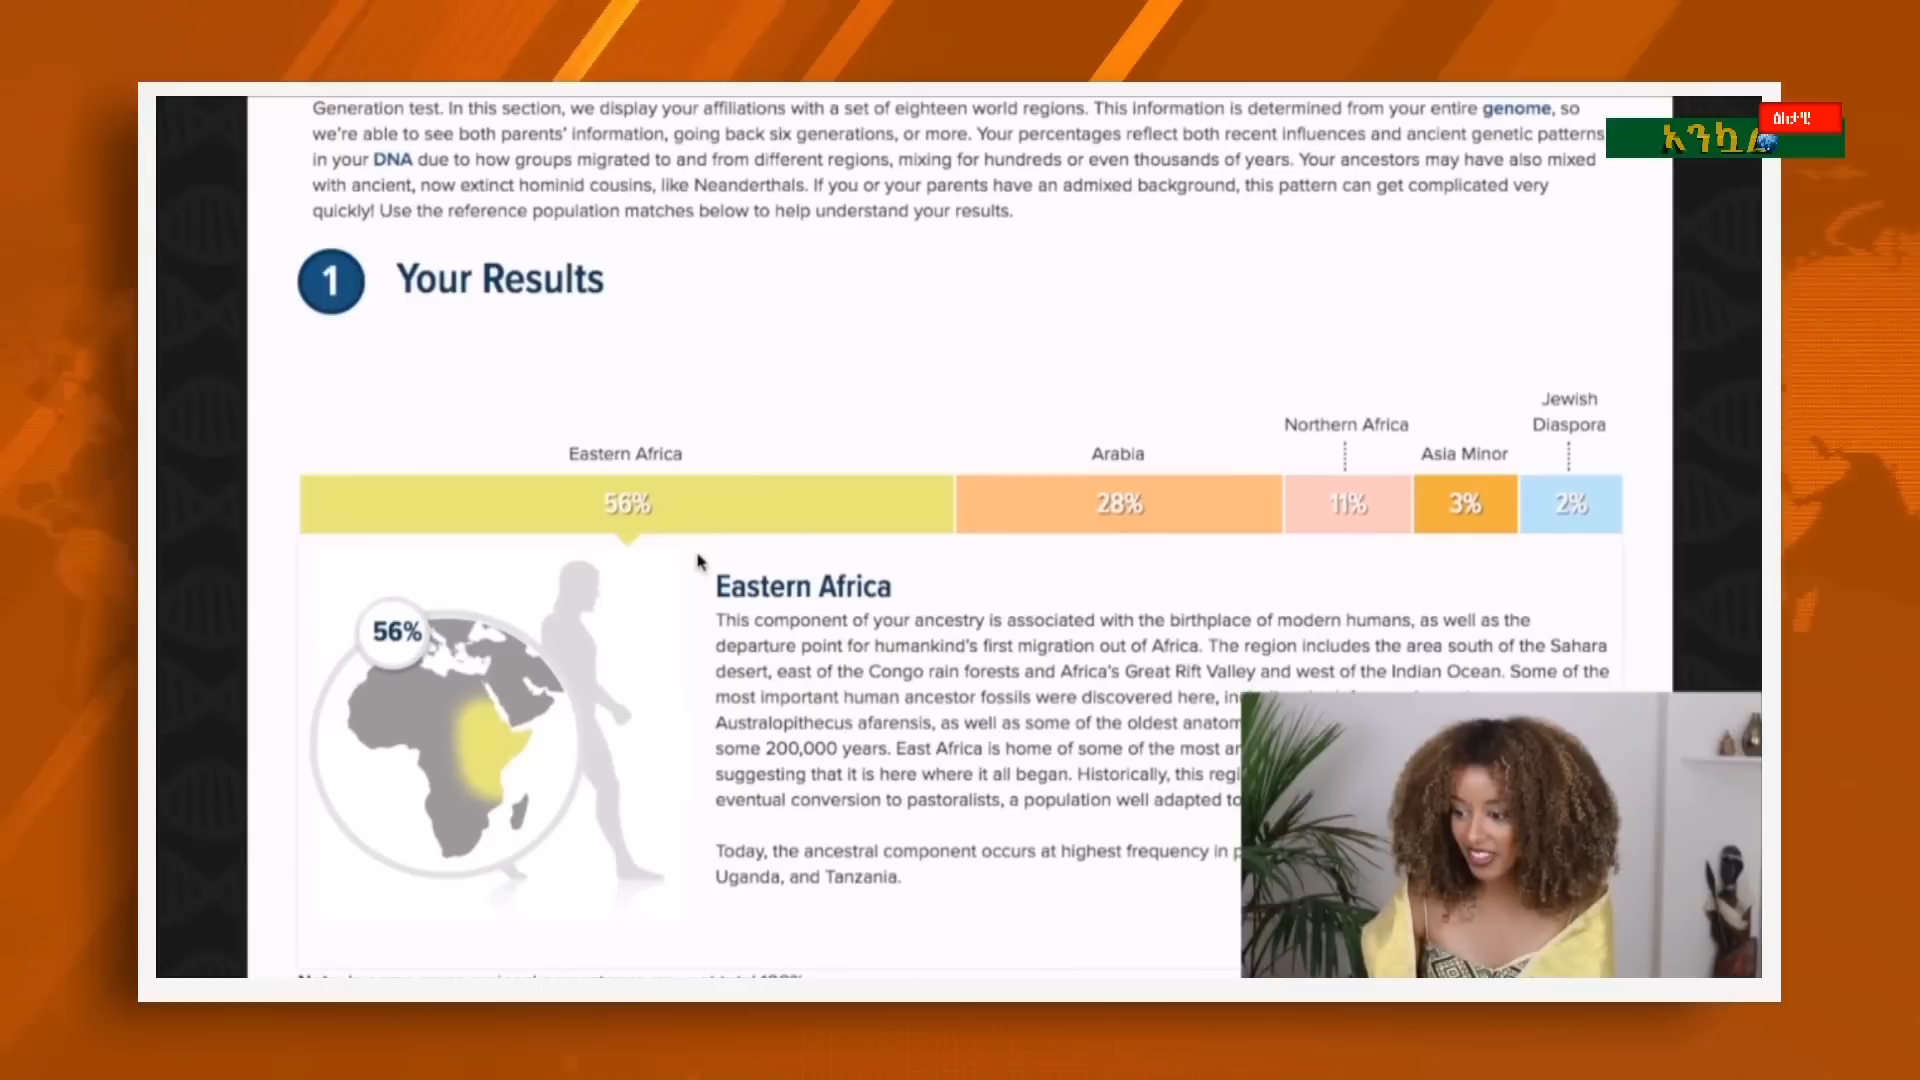 Generation test. In this section, we display your affiliations with a set of eighteen world regions. This information is determined from your entire genome, so
we're able to see both parents' information, going back six generations, or more. Your percentages reflect both recent influences and ancient genetic patterns
in your DNA due to how groups migrated to and from different regions, mixing for hundreds or even thousands of years. Your ancestors may have also mixed
with ancient, now extinct hominid cousins, like Neanderthals. If you or your parents have an admixed background, this pattern can get complicated very
quickly! Use the reference population matches below to help understand your results.
1 Your Results
Jewish
Diaspora
Northern Africa
Eastern Africa
Arabia
Asia Minor
56%
28%
11%
3%
2%
56%
Eastern Africa
This component of your ancestry is associated with the birthplace of modern humans, as well as the
departure point for humankind's first migration out of Africa. The region includes the area south of the Sahara
desert, east of the Congo rain forests and Africa's Great Rift Valley and west of the Indian Ocean. Some of the
most important human ancestor fossils were discovered here,
Australopithecus afarensis, as well as some of the oldest
some 200,000 years. East Africa is home of some of the most
suggesting that it is here where it all began. Historically, this
eventual conversion to pastoralists, a population well adapted to
Today, the ancestral component occurs at highest frequency in
Uganda, and Tanzania.